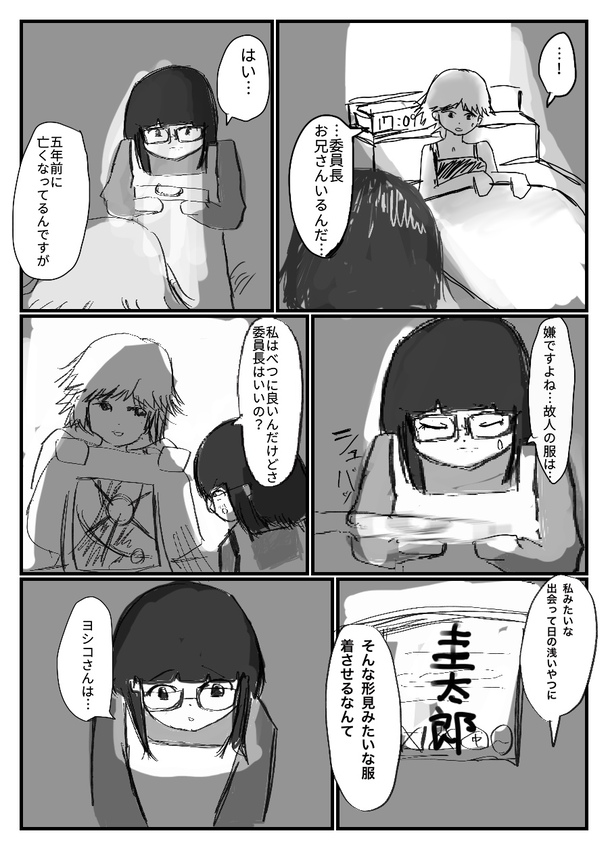 …！
17:09
…委員長
お兄さんいるんだ…
はい…
五年前に
亡くなってるんですが
嫌ですよね…故人の服は…
シュバッ
私はべつに良いんだけどさ
委員長はいいの？
私みたいな
出会って日の浅いやつに
圭太郎
中
そんな形見みたいな服
着させるなんて
ヨシコさんは…